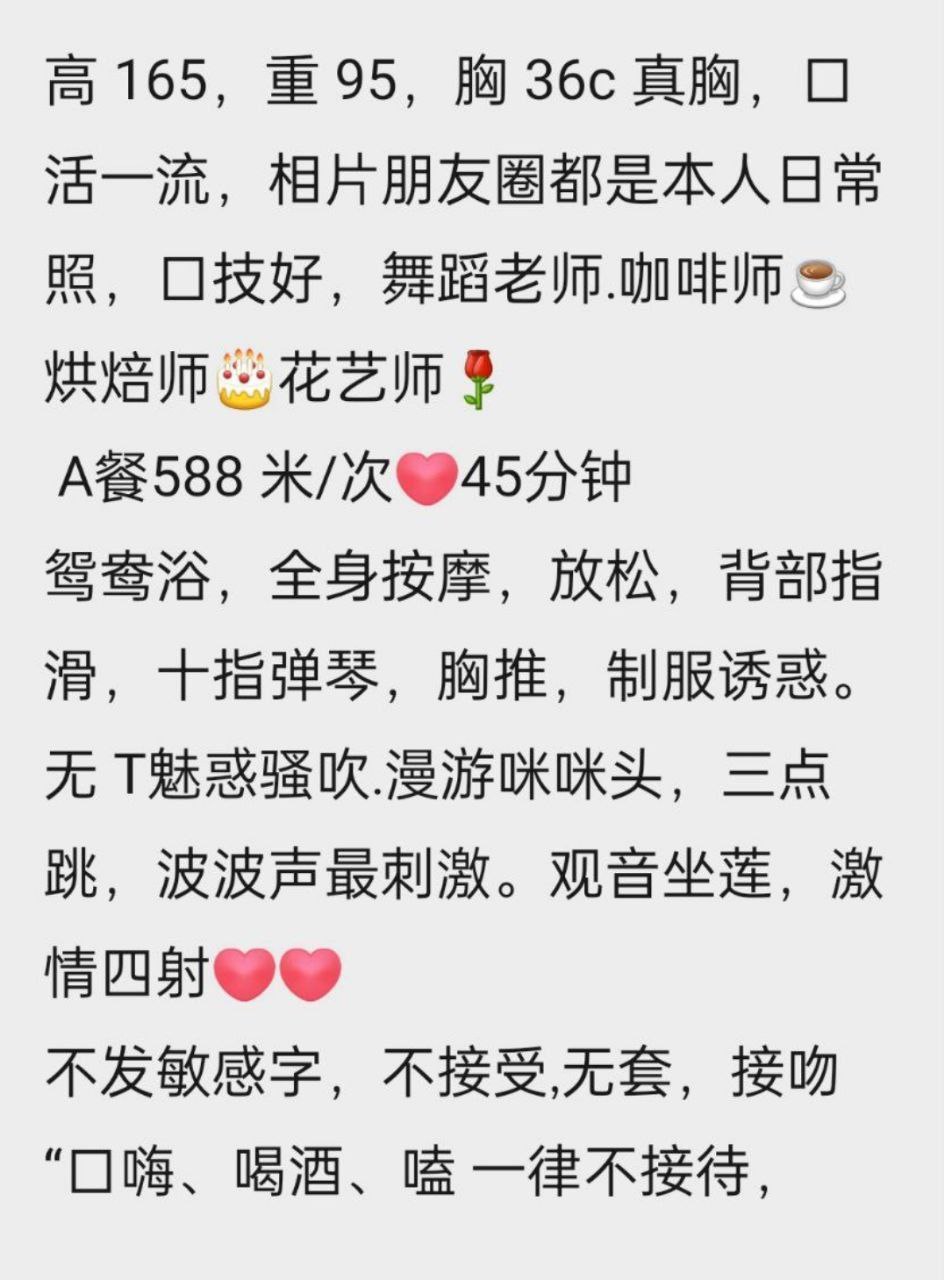 高 165，重 95，胸 36c 真胸，口
活一流，相片朋友圈都是本人日常
照，口技好，舞蹈老师.咖啡师☕
烘焙师🎂花艺师🌹
A餐588 米/次❤45分钟
鸳鸯浴，全身按摩，放松，背部指
滑，十指弹琴，胸推，制服诱惑。
无 T魅惑骚吹.漫游咪咪头，三点
跳，波波声最刺激。观音坐莲，激
情四射❤❤
不发敏感字，不接受,无套，接吻
“口嗨、喝酒、嗑 一律不接待，